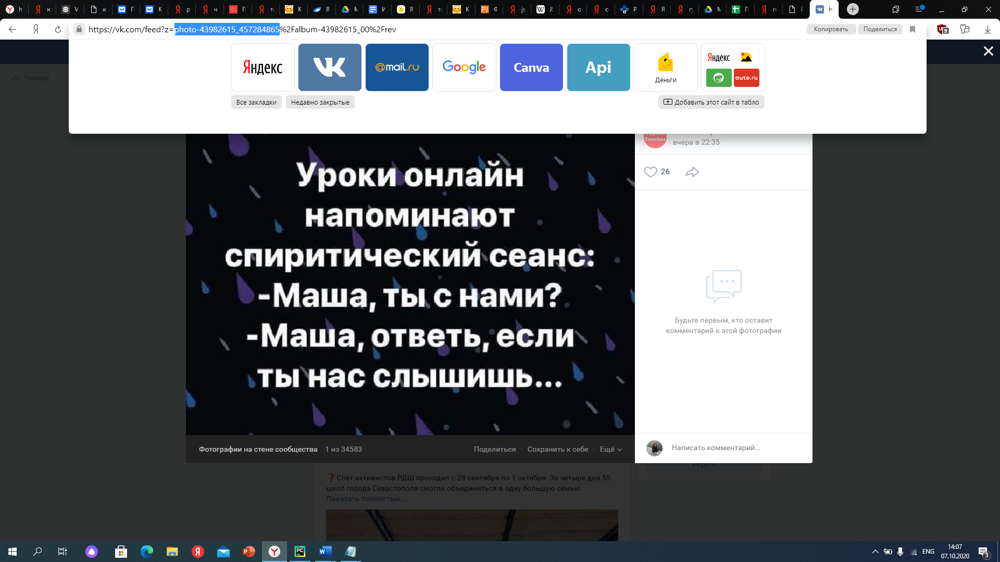 https://vk.com/feed?z=photo-43982615_457284865%2Falbum-43982615_00%2Frev
Копировать
Поделиться
9
Наверх
Яндекс
@mail.ru
Google
Canva
Api
Деньги
Яндекс
auto.ru
Все закладки
Недавно закрытые
Добавить этот сайт в табло
Teacher
вчера в 22:35
26
Уроки онлайн
напоминают
спиритический сеанс:
-Маша, ты с нами?
-Маша, ответь, если
ты нас слышишь...
Будьте первым, кто оставит
комментарий к этой фотографии
Фотографии на стене сообщества 1 из 34583
Поделиться · Сохранить к себе · Ещё
Написать комментарий...
Играть
❓Слёт активистов РДШ проходил с 28 сентября по 1 октября. За четыре дня 55
школ города Севастополя смогли объединиться в одну большую семью.
Показать полностью...
ENG
14:07
07.10.2020
3